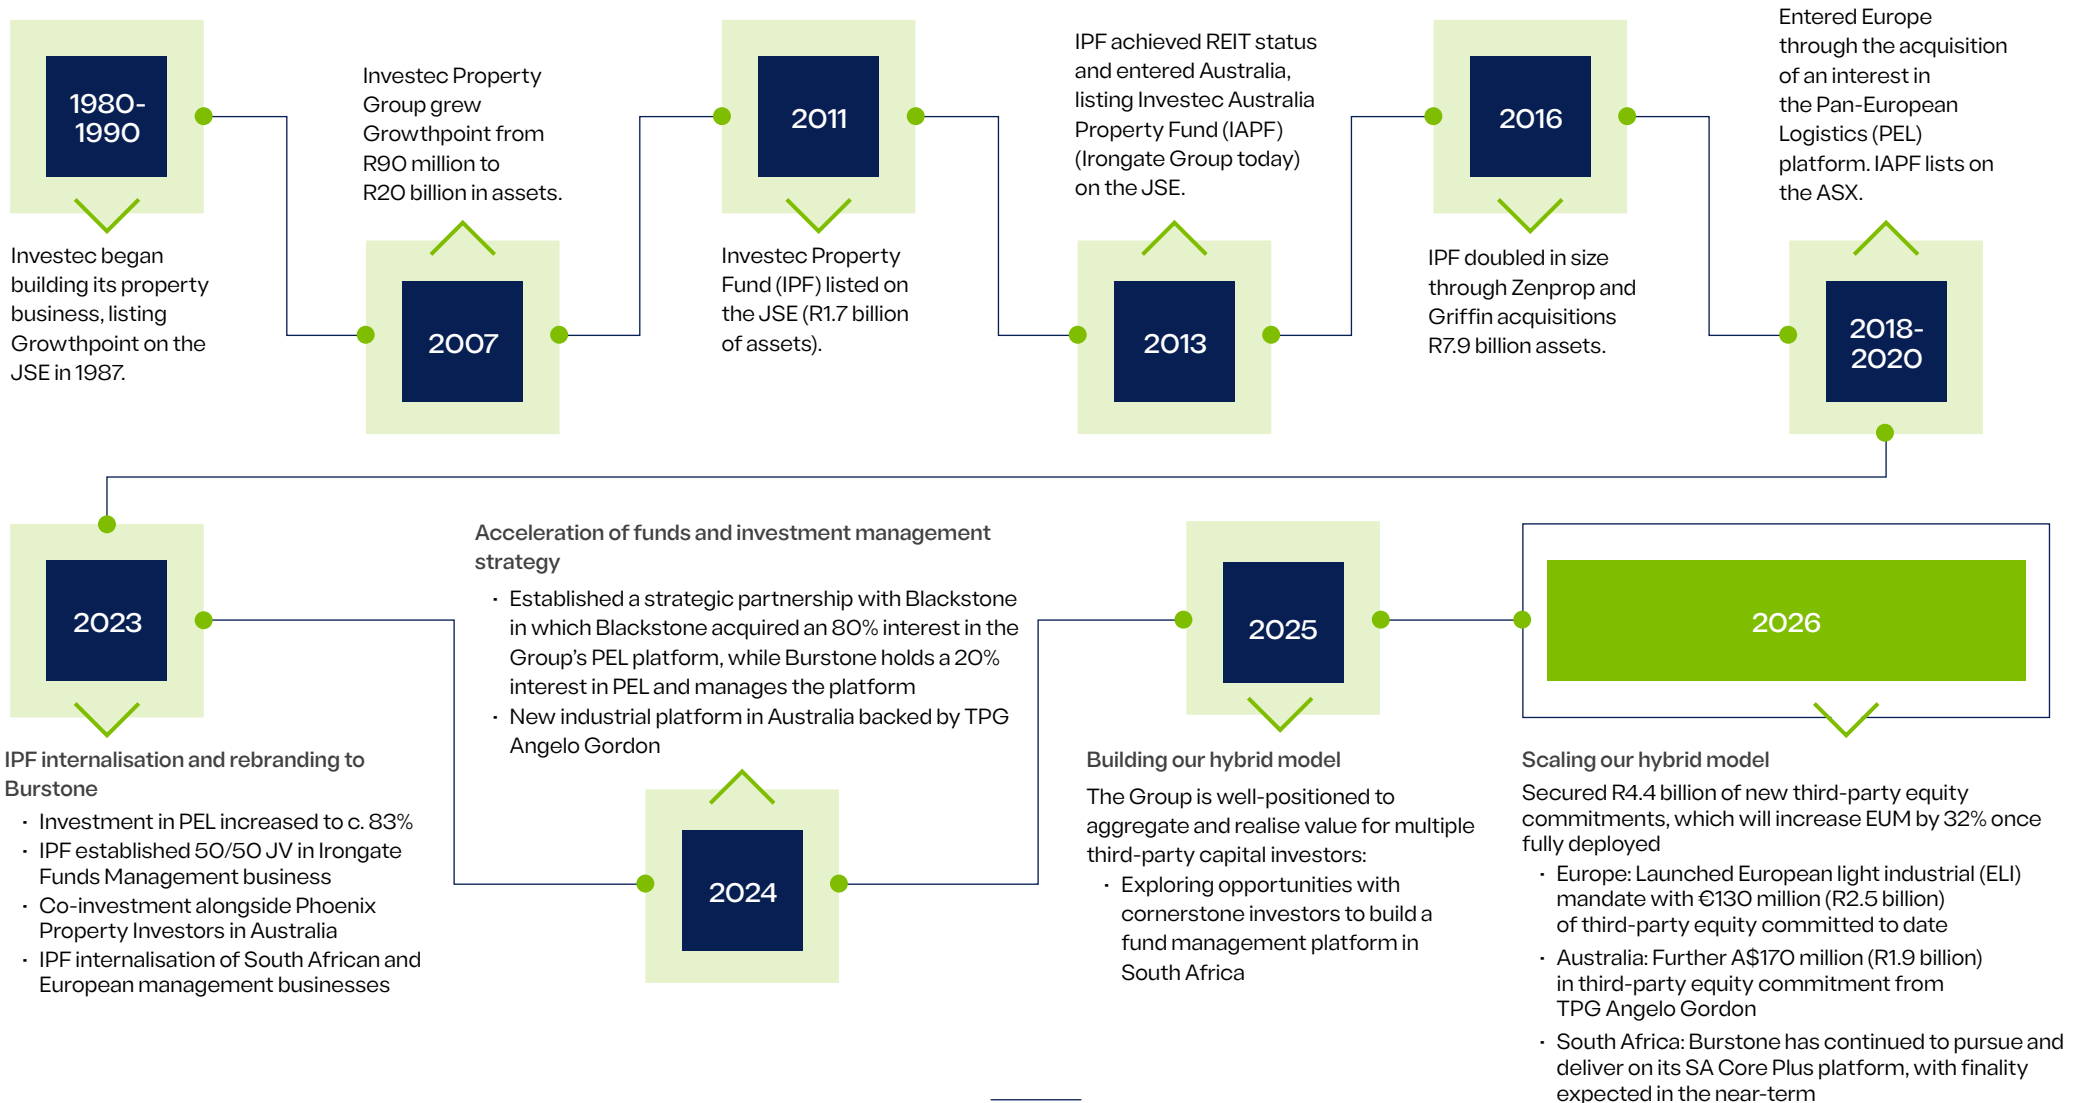 1980-
1990
Investec began
building its property
business, listing
Growthpoint on the
JSE in 1987.
Investec Property
Group grew
Growthpoint from
R90 million to
R20 billion in assets.
2007
2011
Investec Property
Fund (IPF) listed on
the JSE (R1.7 billion
of assets).
IPF achieved REIT status
and entered Australia,
listing Investec Australia
Property Fund (IAPF)
(Irongate Group today)
on the JSE.
2013
2016
IPF doubled in size
through Zenprop and
Griffin acquisitions
R7.9 billion assets.
Entered Europe
through the acquisition
of an interest in
the Pan-European
Logistics (PEL)
platform. IAPF lists on
the ASX.
2018-
2020
2023
IPF internalisation and rebranding to
Burstone
· Investment in PEL increased to c. 83%
· IPF established 50/50 JV in Irongate
Funds Management business
· Co-investment alongside Phoenix
Property Investors in Australia
· IPF internalisation of South African and
European management businesses
Acceleration of funds and investment management
strategy
· Established a strategic partnership with Blackstone
in which Blackstone acquired an 80% interest in the
Group’s PEL platform, while Burstone holds a 20%
interest in PEL and manages the platform
· New industrial platform in Australia backed by TPG
Angelo Gordon
2024
2025
Building our hybrid model
The Group is well-positioned to
aggregate and realise value for multiple
third-party capital investors:
· Exploring opportunities with
cornerstone investors to build a
fund management platform in
South Africa
2026
Scaling our hybrid model
Secured R4.4 billion of new third-party equity
commitments, which will increase EUM by 32% once
fully deployed
· Europe: Launched European light industrial (ELI)
mandate with €130 million (R2.5 billion)
of third-party equity committed to date
· Australia: Further A$170 million (R1.9 billion)
in third-party equity commitment from
TPG Angelo Gordon
· South Africa: Burstone has continued to pursue and
deliver on its SA Core Plus platform, with finality
expected in the near-term